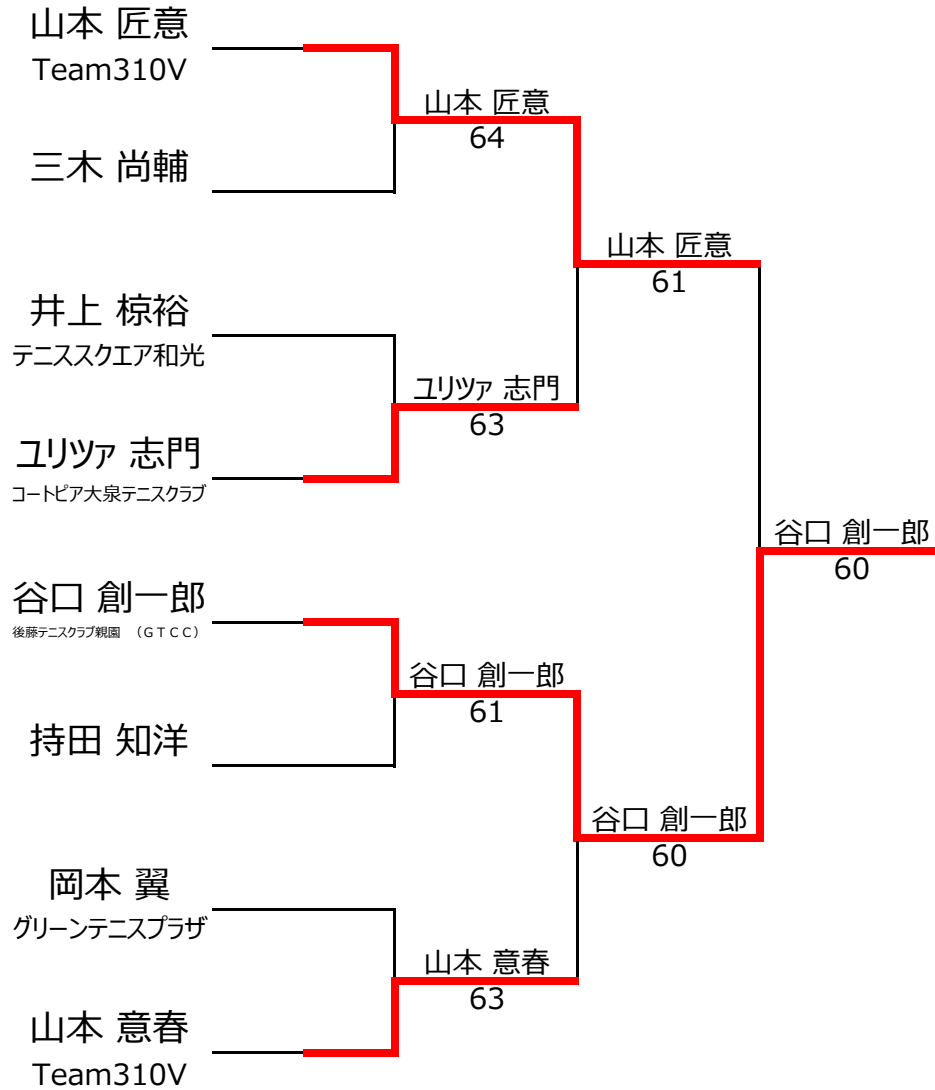 山本 匠意
Team310V
山本 匠意
64
三木 尚輔
山本 匠意
61
井上 椋裕
テニススクエア和光
ユリツァ 志門
63
ユリツァ 志門
コートピア大泉テニスクラブ
谷口 創一郎
60
谷口 創一郎
後藤テニスクラブ親園 （GTCC）
谷口 創一郎
61
持田 知洋
谷口 創一郎
60
岡本 翼
グリーンテニスプラザ
山本 意春
63
山本 意春
Team310V